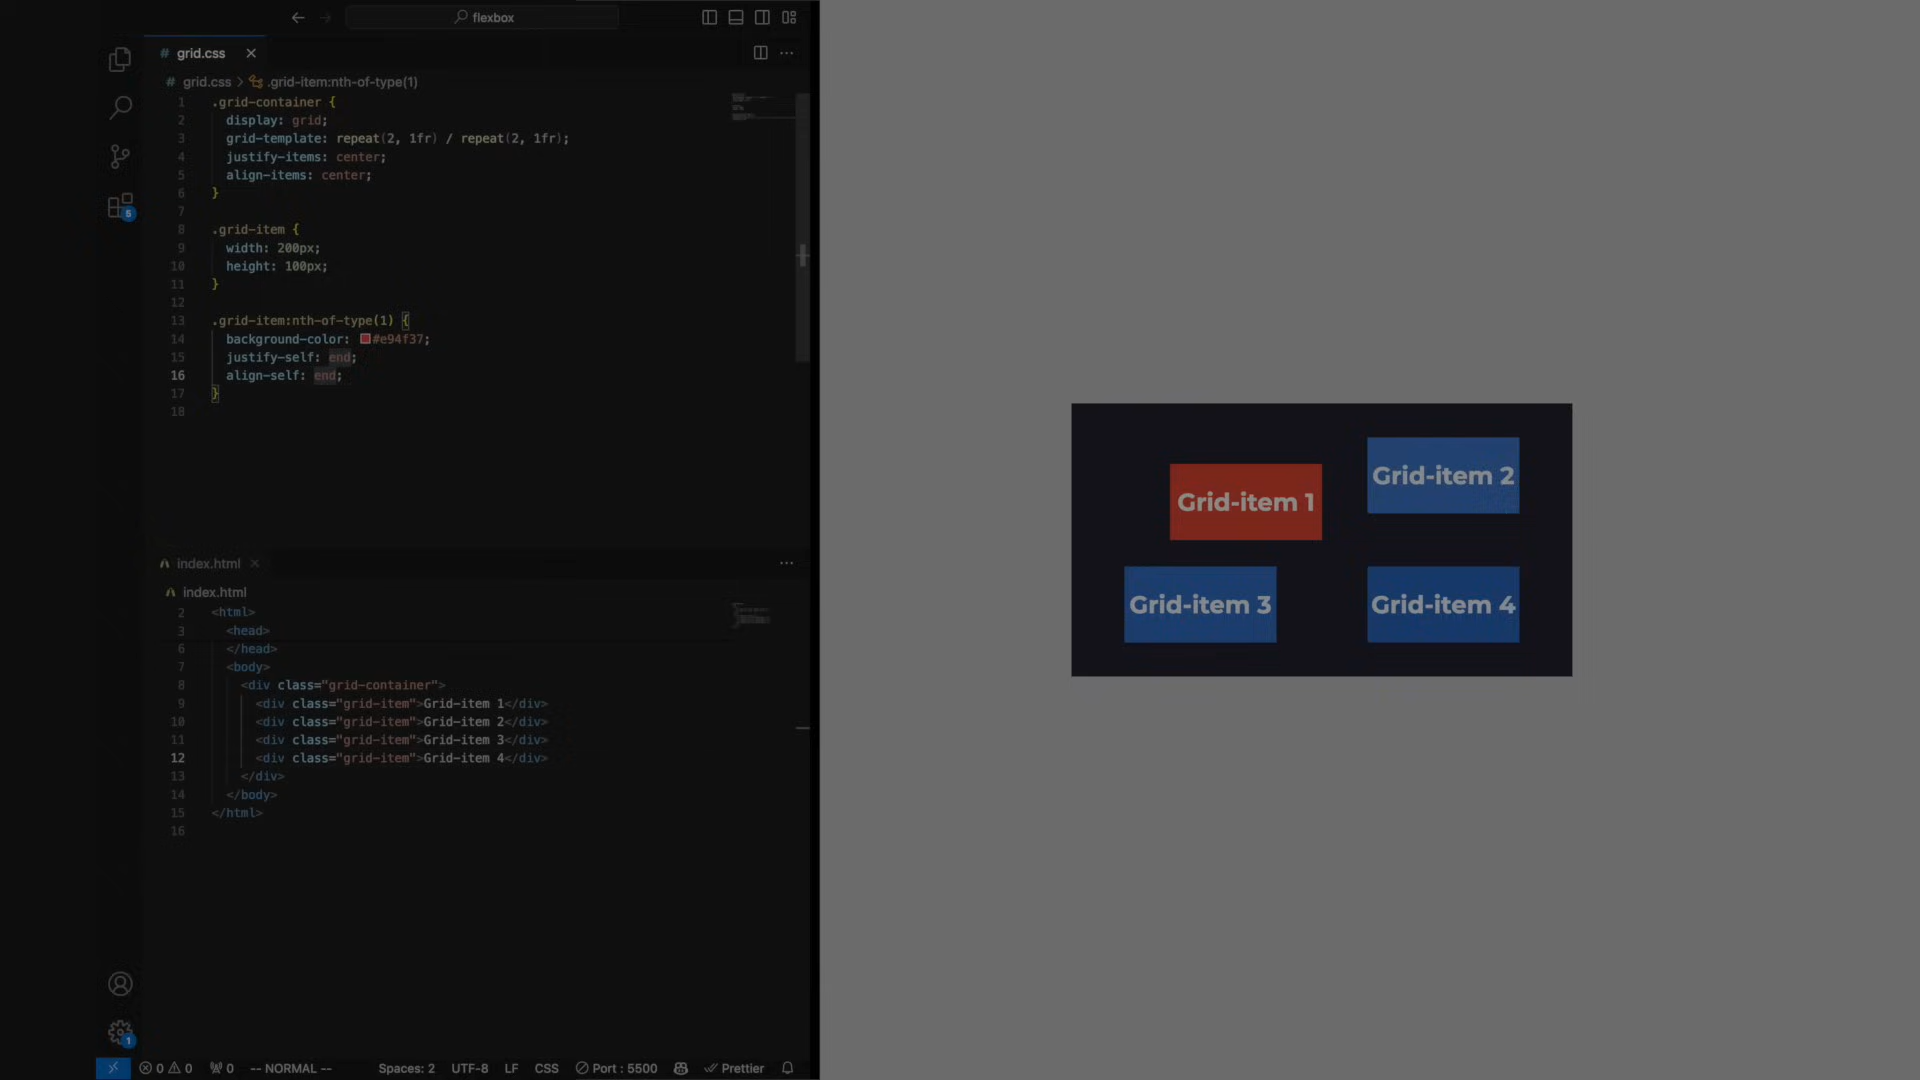 flexbox
# grid.css
# grid.css > .grid-item:nth-of-type(1)
1 .grid-container {
2 display: grid;
3 grid-template: repeat(2, 1fr) / repeat(2, 1fr);
4 justify-items: center;
5 align-items: center;
6 }
7
8 .grid-item {
9 width: 200px;
10 height: 100px;
11 }
12
13 .grid-item:nth-of-type(1) {
14 background-color: #e94f37;
15 justify-self: end;
16 align-self: end;
17 }
18
5
index.html
index.html
2 <html>
3 <head>
6 </head>
7 <body>
8 <div class="grid-container">
9 <div class="grid-item">Grid-item 1</div>
10 <div class="grid-item">Grid-item 2</div>
11 <div class="grid-item">Grid-item 3</div>
12 <div class="grid-item">Grid-item 4</div>
13 </div>
14 </body>
15 </html>
16
1
0 0 0 -- NORMAL -- Spaces: 2 UTF-8 LF CSS Port : 5500 Prettier
Grid-item 1
Grid-item 2
Grid-item 3
Grid-item 4